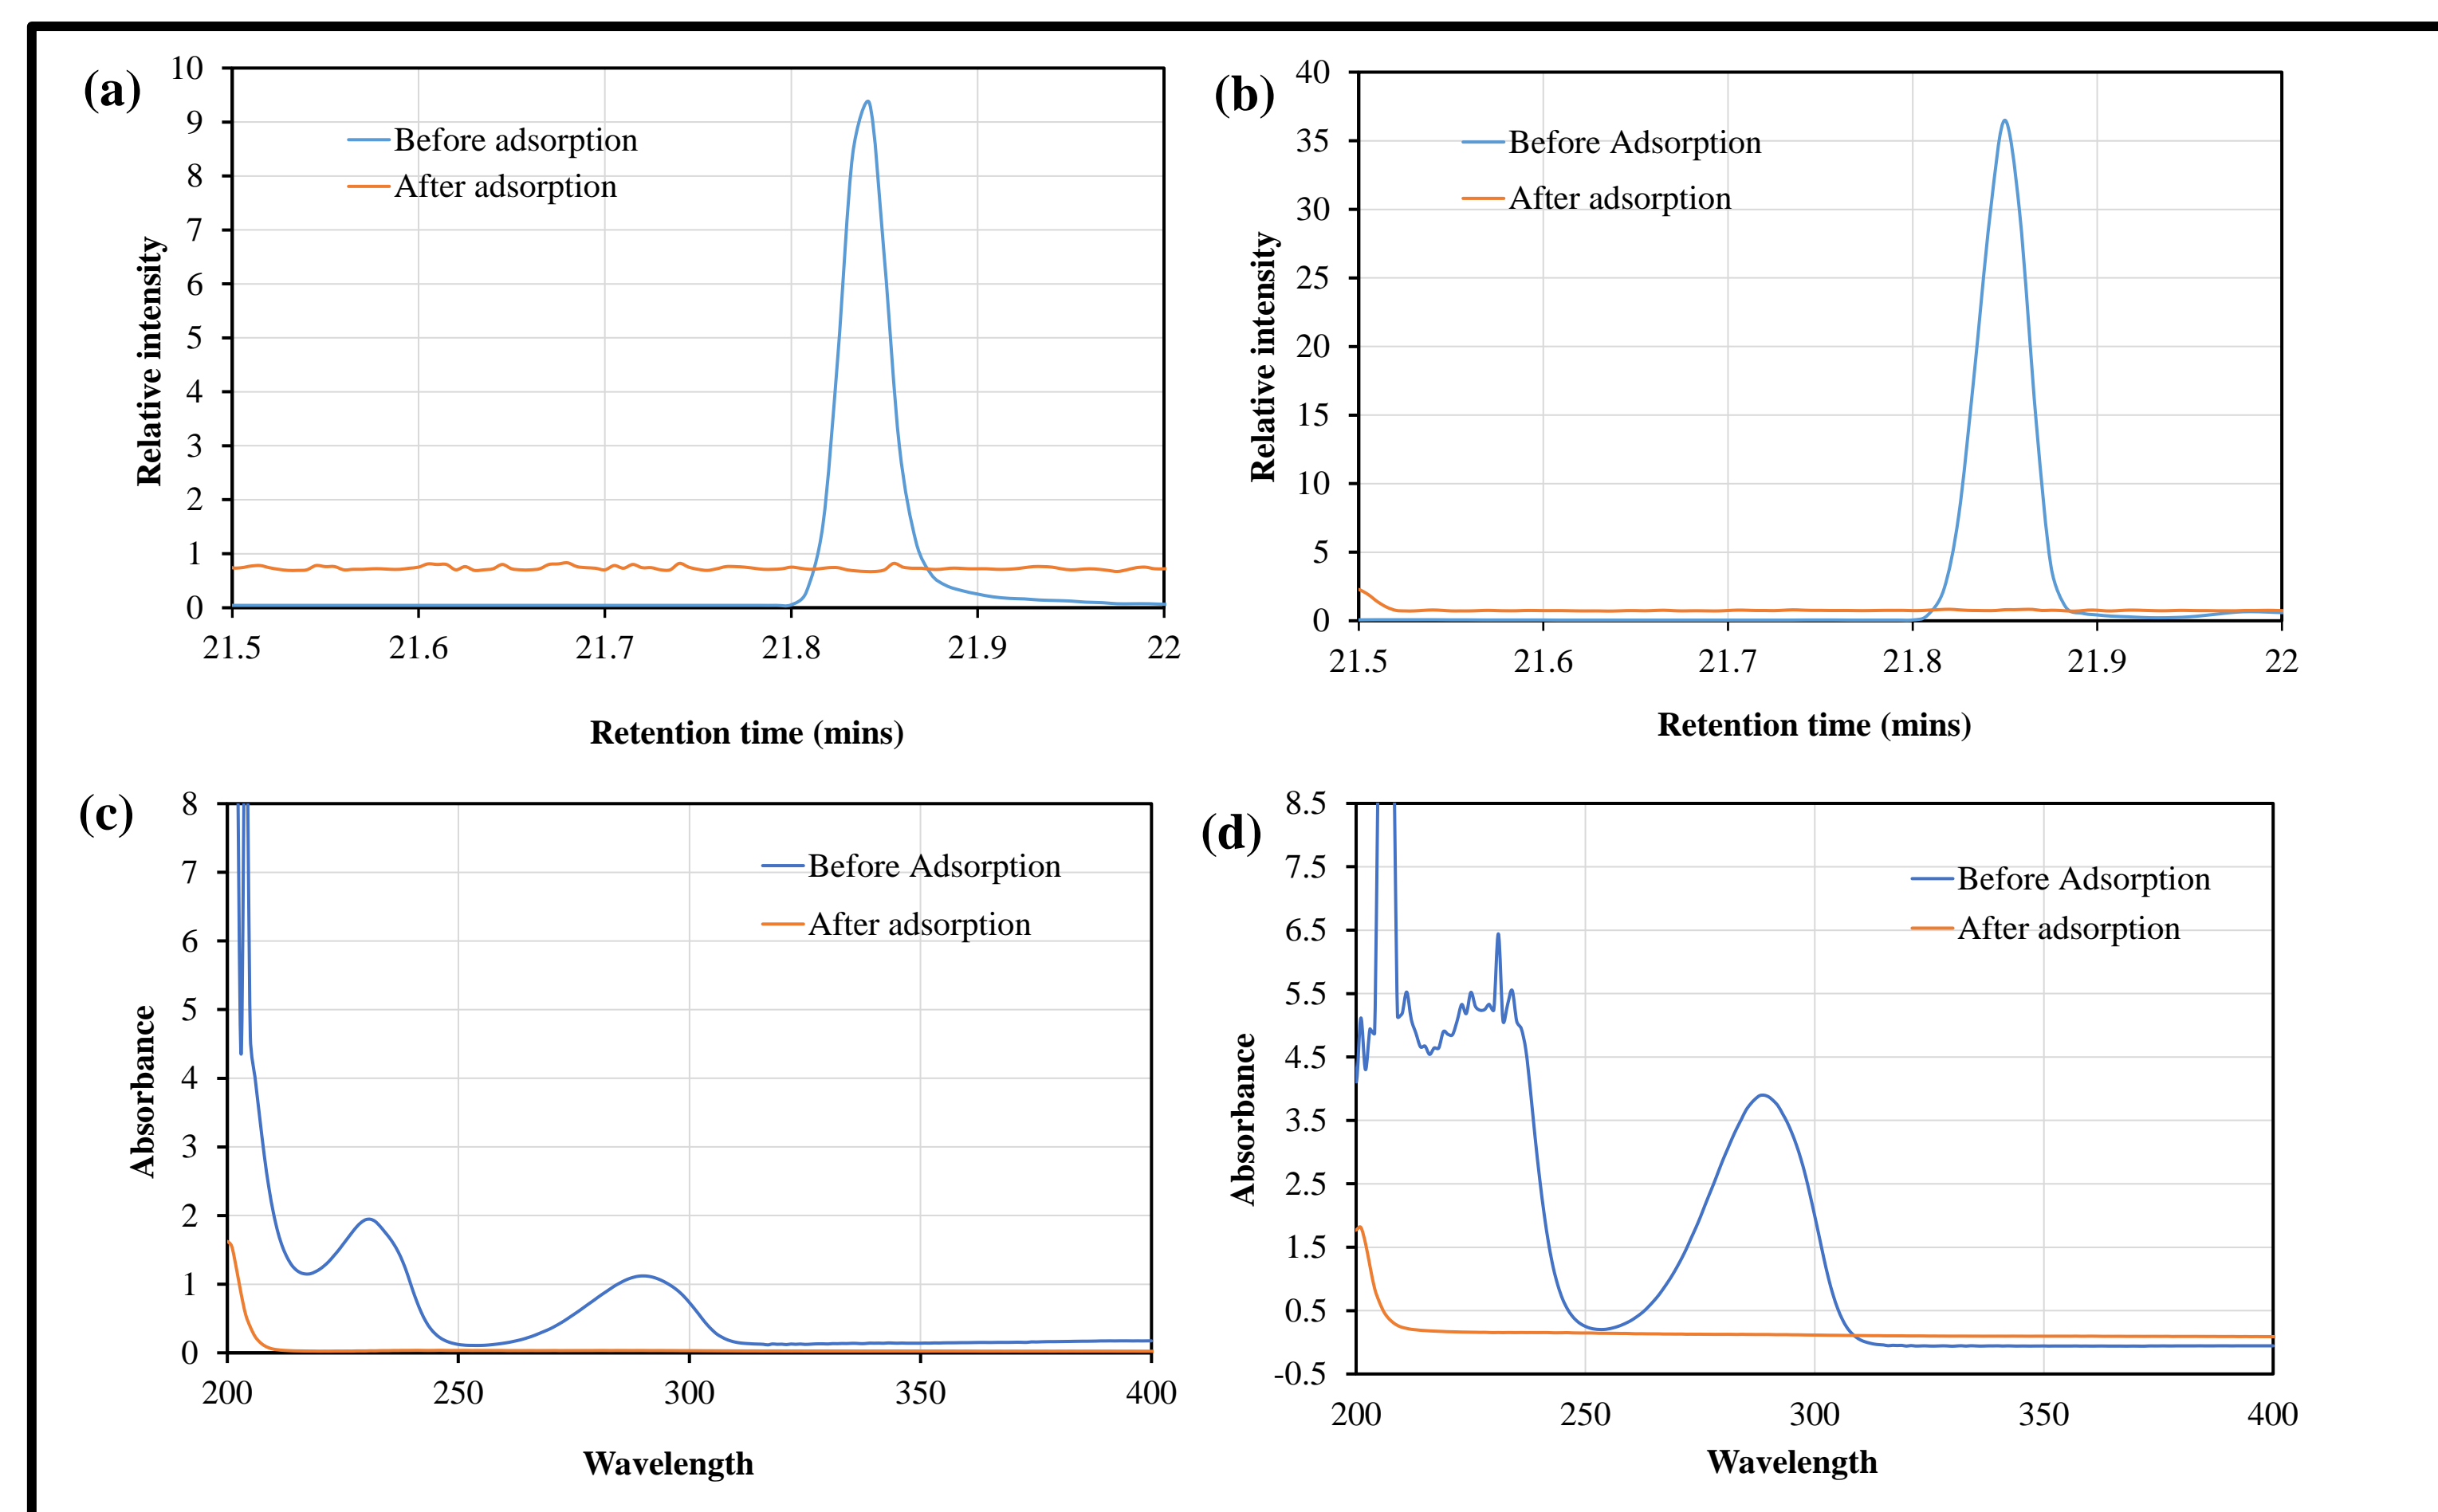 (a)
10
9
8
7
6
5
4
3
2
1
0
Relative intensity
Before adsorption
After adsorption
21.5 21.6 21.7 21.8 21.9 22
Retention time (mins)
(b)
40
35
30
25
20
15
10
5
0
Relative intensity
Before Adsorption
After adsorption
21.5 21.6 21.7 21.8 21.9 22
Retention time (mins)
(c)
8
7
6
5
4
3
2
1
0
Absorbance
Before Adsorption
After adsorption
200 250 300 350 400
Wavelength
(d)
8.5
7.5
6.5
5.5
4.5
3.5
2.5
1.5
0.5
-0.5
Absorbance
Before Adsorption
After adsorption
200 250 300 350 400
Wavelength